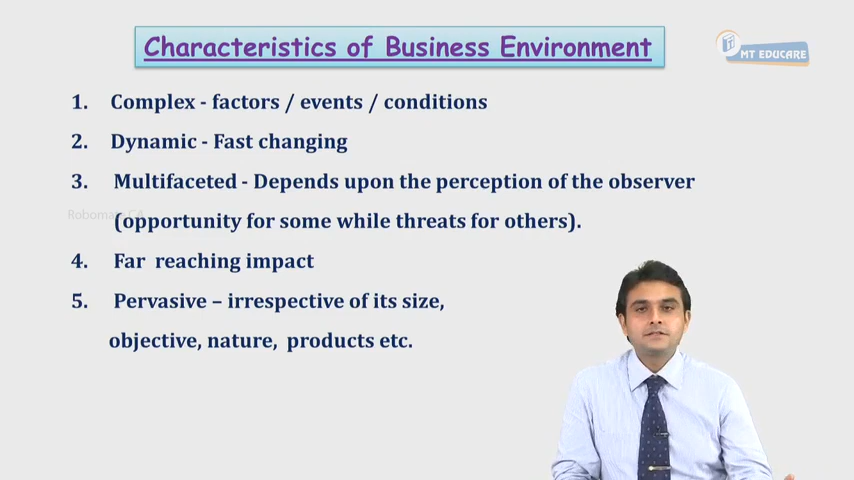 Characteristics of Business Environment
MT EDUCARE
1. Complex - factors / events / conditions
2. Dynamic - Fast changing
3. Multifaceted - Depends upon the perception of the observer
(opportunity for some while threats for others).
4. Far reaching impact
5. Pervasive – irrespective of its size,
objective, nature, products etc.